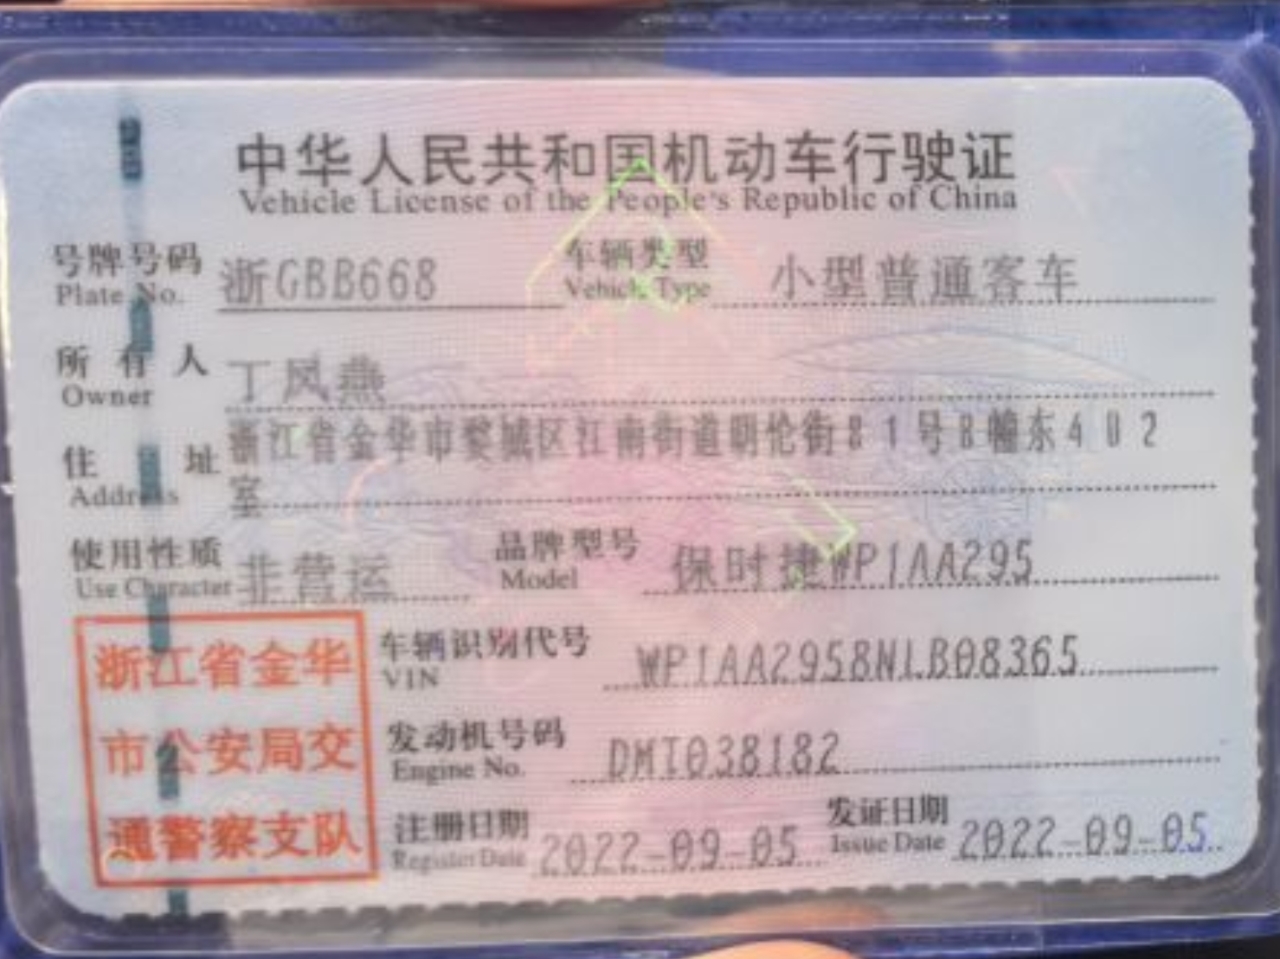 中华人民共和国机动车行驶证
Vehicle License of the People's Republic of China
号牌号码 浙GBB668 车辆类型 小型普通客车
Plate No. Vehicle Type
所有人 丁凤燕
Owner
浙江省金华市婺城区江南街道明伦街81号8幢东402
住址 室
Address
使用性质 非营运 品牌型号 保时捷WP1AA295
Use Character Model
浙江省金华 车辆识别代号 WP1AA2958NLB08365
VIN
市公安局交 发动机号码 DMT038182
Engine No.
通警察支队 注册日期 2022-09-05 发证日期 2022-09-05
Register Date Issue Date